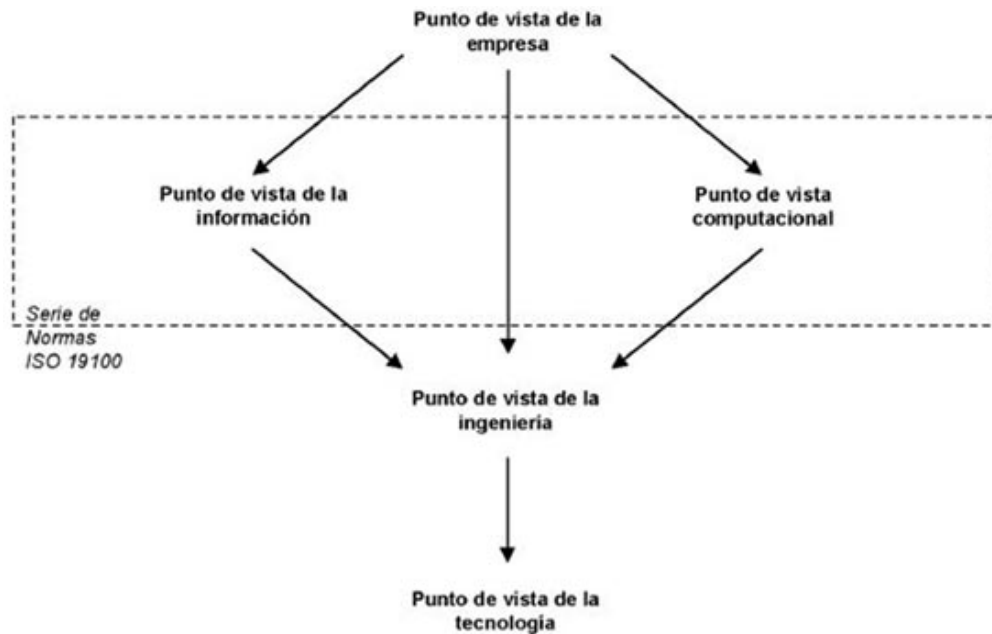 Punto de vista de la
empresa
Punto de vista de la
información
Punto de vista
computacional
Serie de
Normas
ISO 19100
Punto de vista de la
ingeniería
Punto de vista de la
tecnología